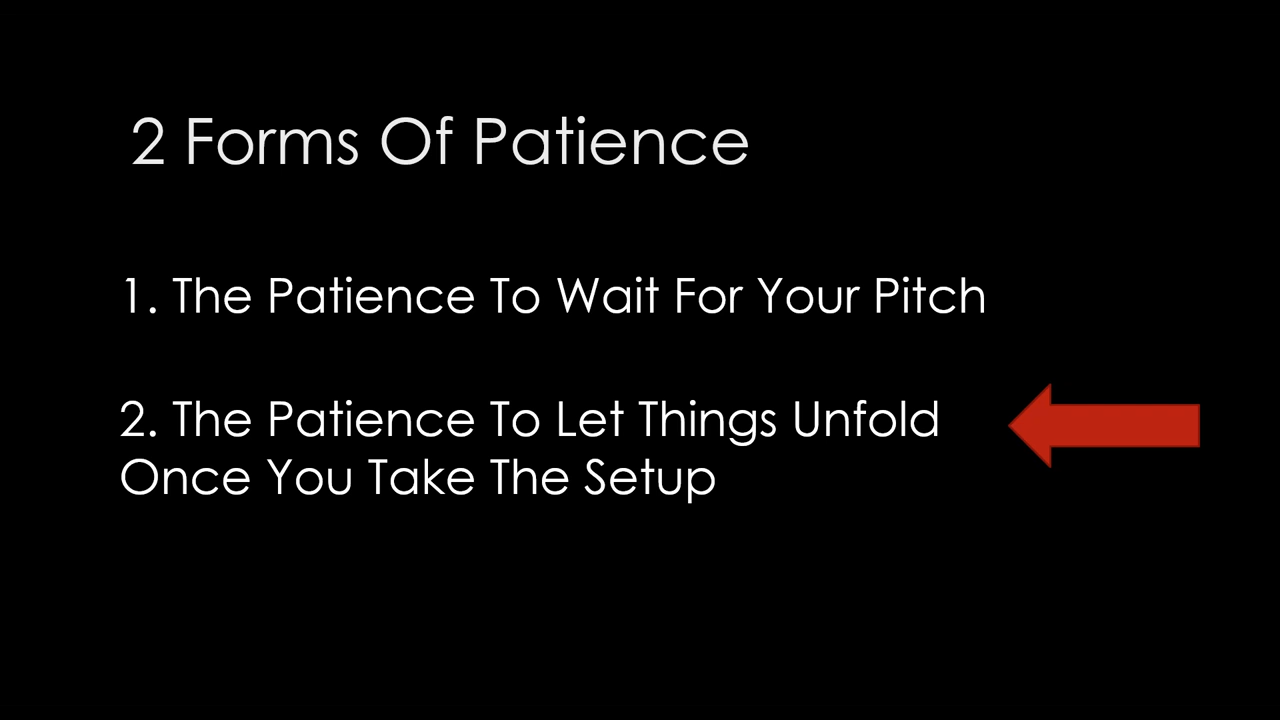 2 Forms Of Patience
1. The Patience To Wait For Your Pitch
2. The Patience To Let Things Unfold
Once You Take The Setup